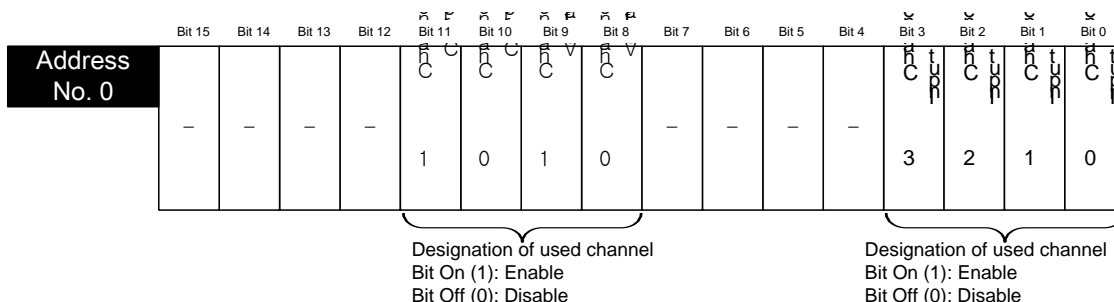 Bit 15 Bit 14 Bit 13 Bit 12 Bit 11 Bit 10 Bit 9 Bit 8 Bit 7 Bit 6 Bit 5 Bit 4 Bit 3 Bit 2 Bit 1 Bit 0
Address
No. 0
– – – – – – – –
1 0 1 0 3 2 1 0
Designation of used channel Designation of used channel
Bit On (1): Enable Bit On (1): Enable
Bit Off (0): Disable Bit Off (0): Disable